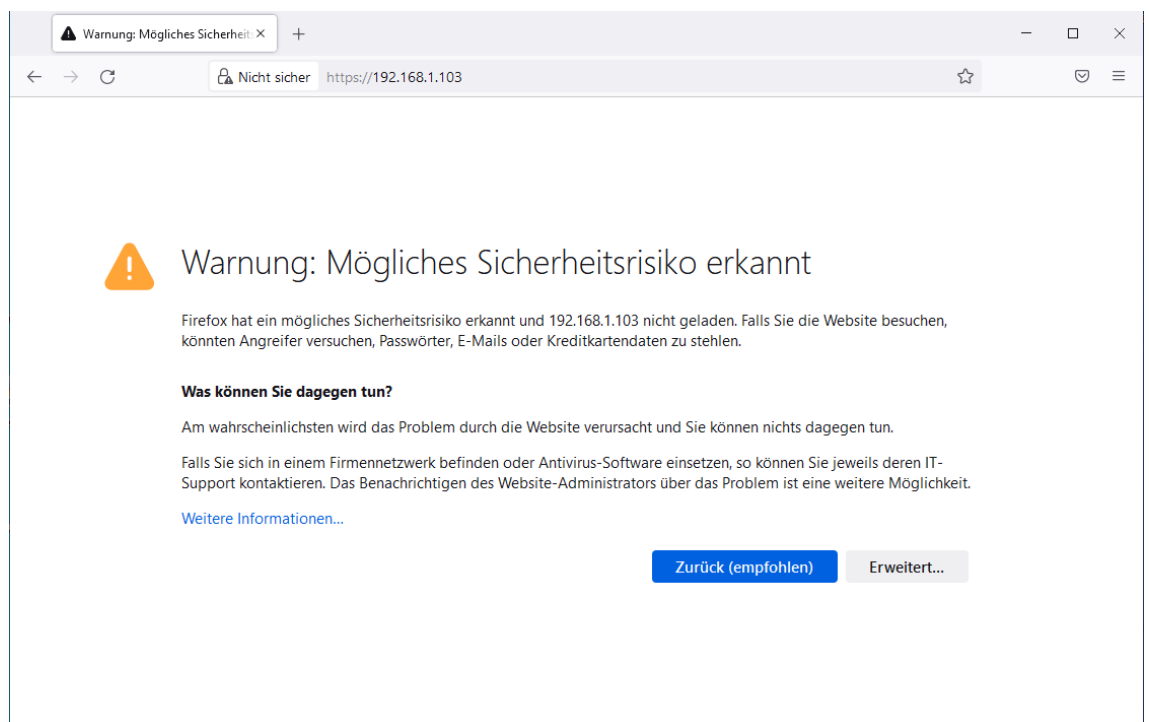 Warnung: Mögliches Sicherheit
Nicht sicher https://192.168.1.103
Warnung: Mögliches Sicherheitsrisiko erkannt
Firefox hat ein mögliches Sicherheitsrisiko erkannt und 192.168.1.103 nicht geladen. Falls Sie die Website besuchen,
könnten Angreifer versuchen, Passwörter, E-Mails oder Kreditkartendaten zu stehlen.
Was können Sie dagegen tun?
Am wahrscheinlichsten wird das Problem durch die Website verursacht und Sie können nichts dagegen tun.
Falls Sie sich in einem Firmennetzwerk befinden oder Antivirus-Software einsetzen, so können Sie jeweils deren IT-
Support kontaktieren. Das Benachrichtigen des Website-Administrators über das Problem ist eine weitere Möglichkeit.
Weitere Informationen...
Zurück (empfohlen) Erweitert...